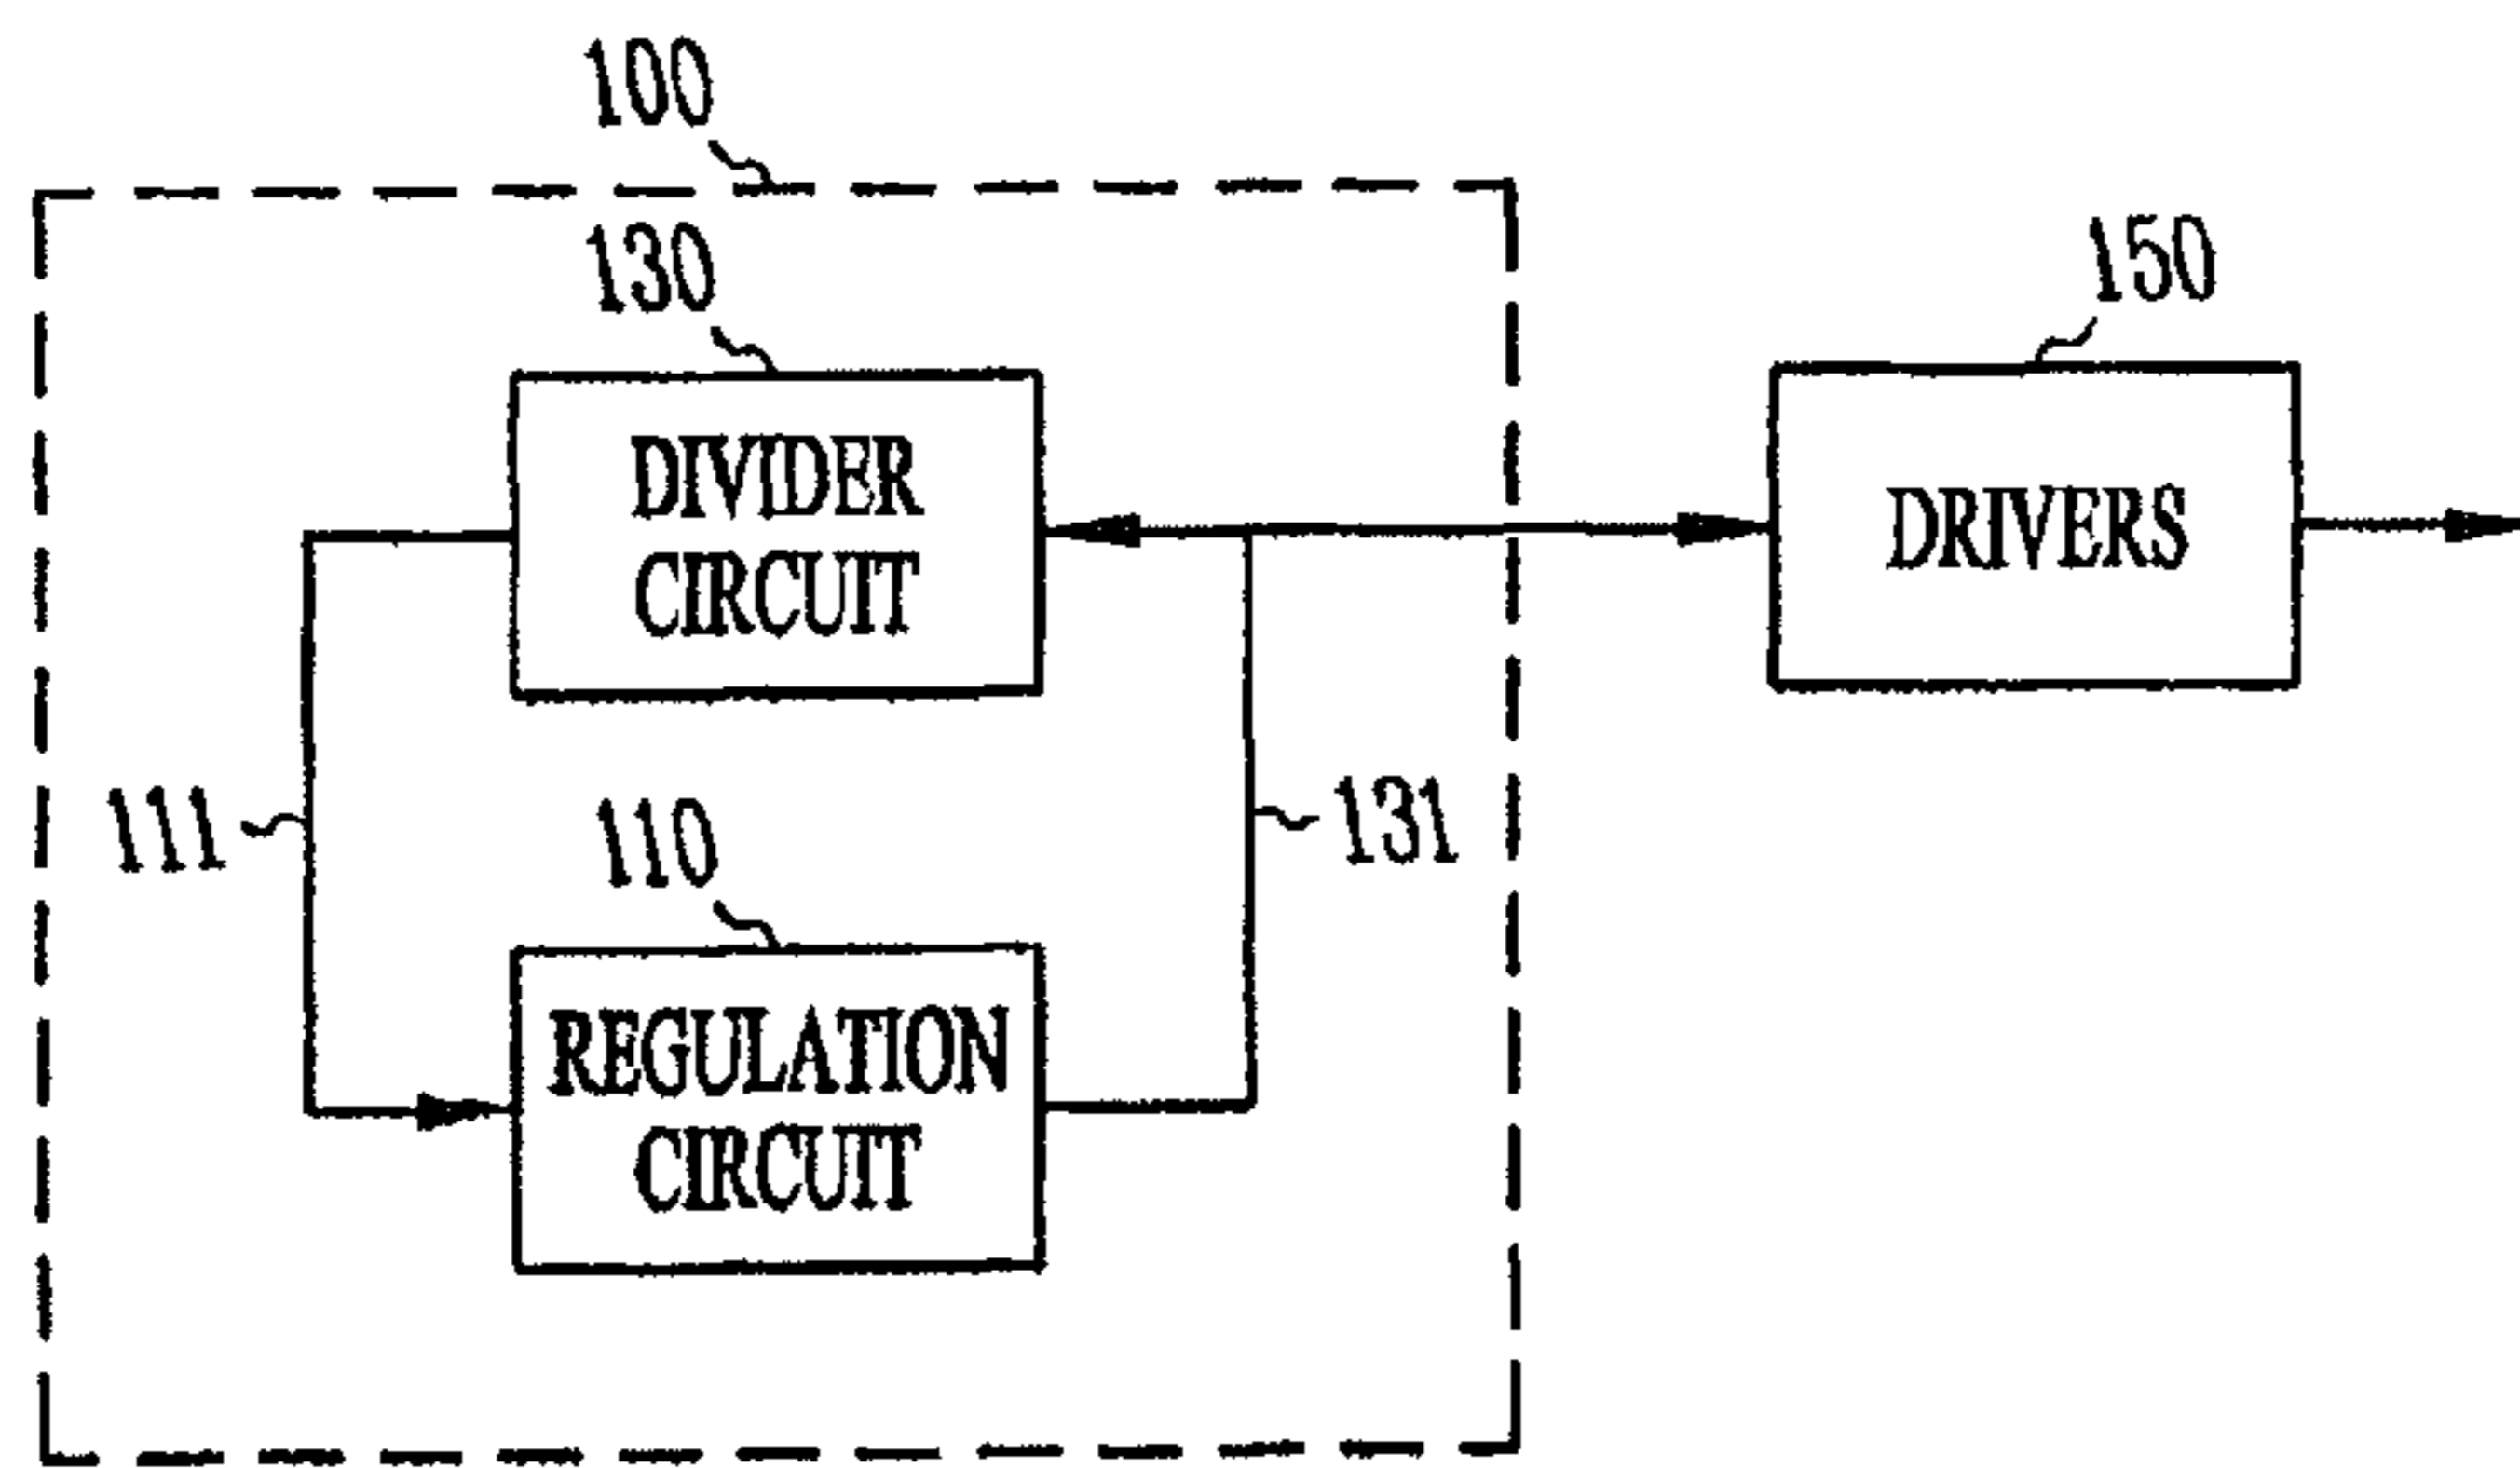 100
130
150
DIVIDER
CIRCUIT
DRIVERS
111
110
131
REGULATION
CIRCUIT